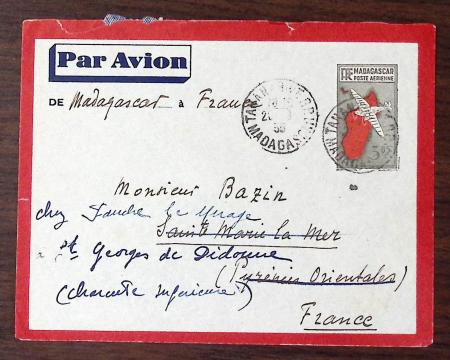 Par Avion
DE Madagascar à France
RF MADAGASCAR
POSTE AÉRIENNE
TANANARIVE
MADAGASCAR
Monsieur Bazin
chez
Sainte Marie la Mer
à St Georges de Didonne
(Pyrénées Orientales)
(Charente Inférieure)
France